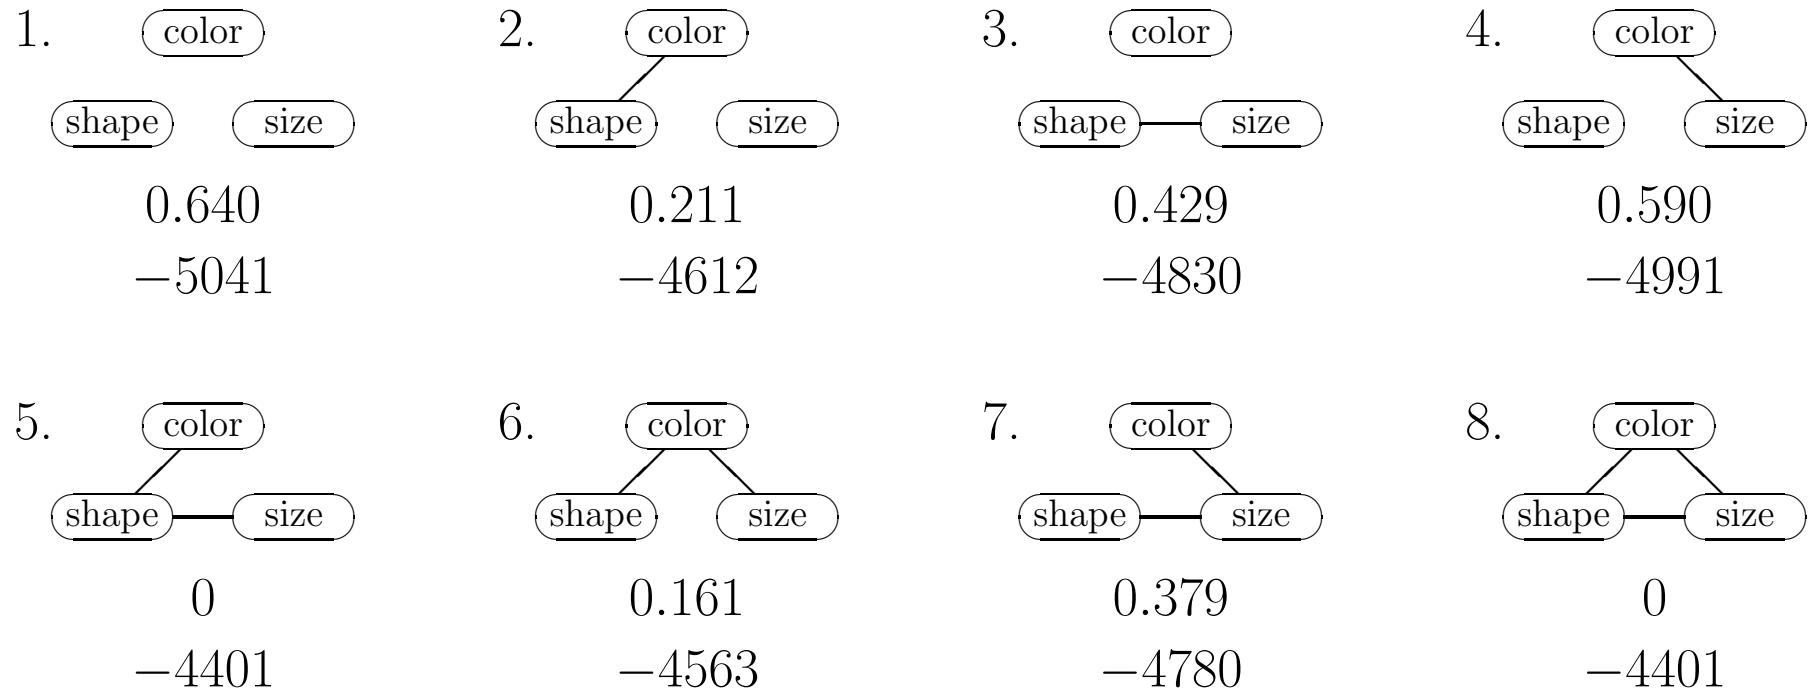 1. color 2. color 3. color 4. color
shape size shape size shape size shape size
0.640 0.211 0.429 0.590
−5041 −4612 −4830 −4991
5. color 6. color 7. color 8. color
shape size shape size shape size shape size
0 0.161 0.379 0
−4401 −4563 −4780 −4401